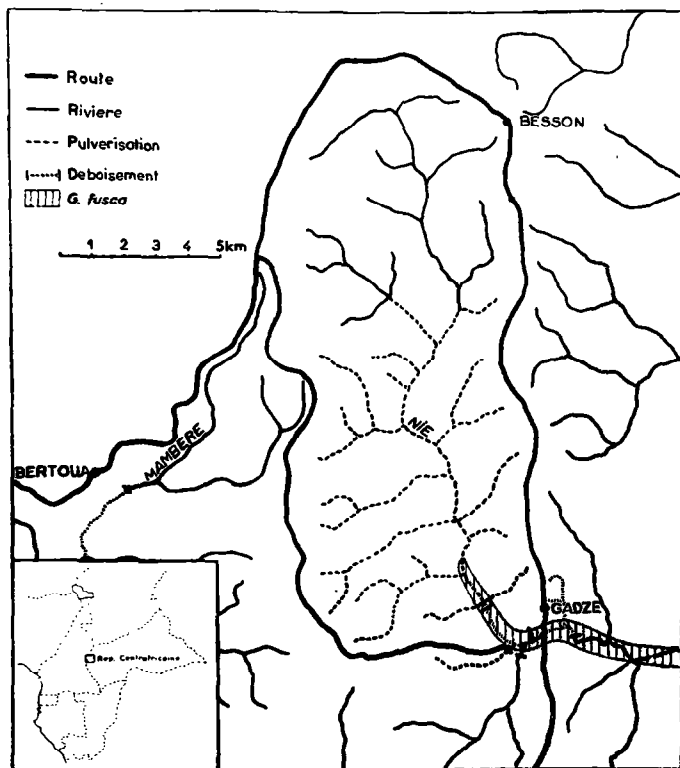 Route
Riviere
Pulverisation
Deboisement
G. fusca
1 2 3 4 5km
BESSON
NIE
MAMBERE
BERTOUA
GADZE
Rep. Centrafricaine